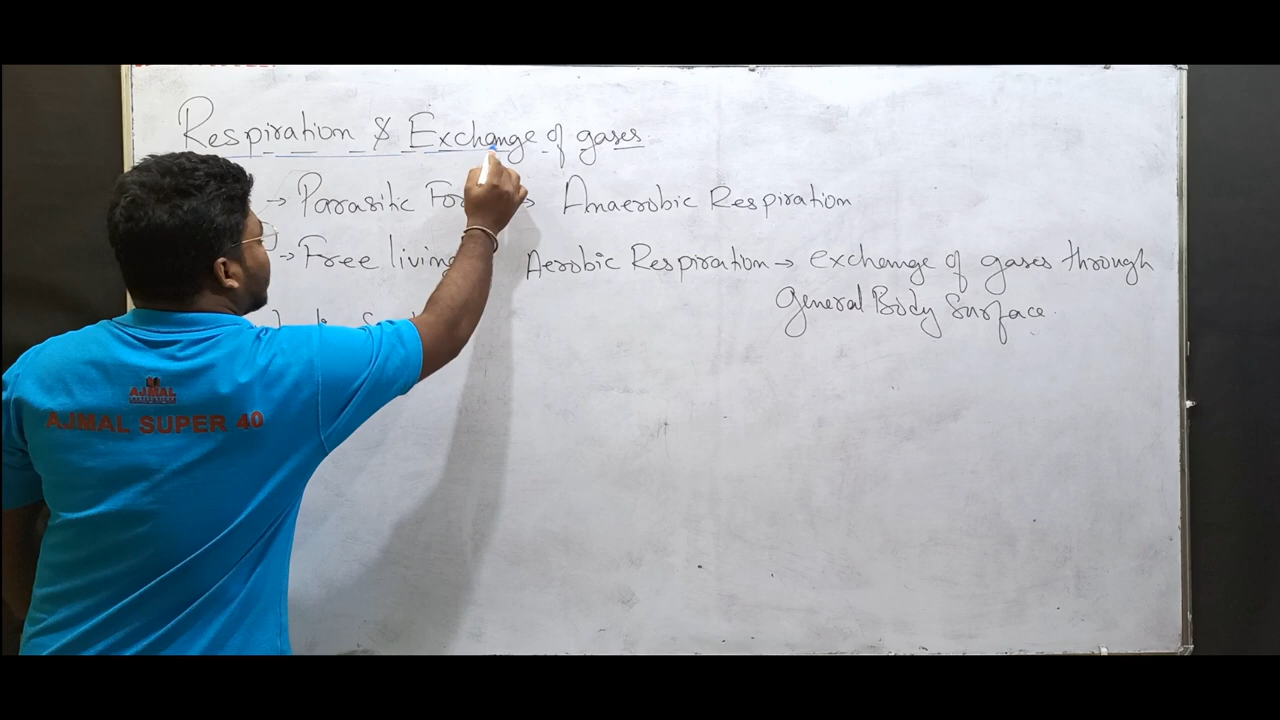 Respiration & Exchange of gases
→ Parasitic → Anaerobic Respiration
→ Free living Aerobic Respiration → exchange of gases through
General Body Surface
AJMAL
AJMAL SUPER 40